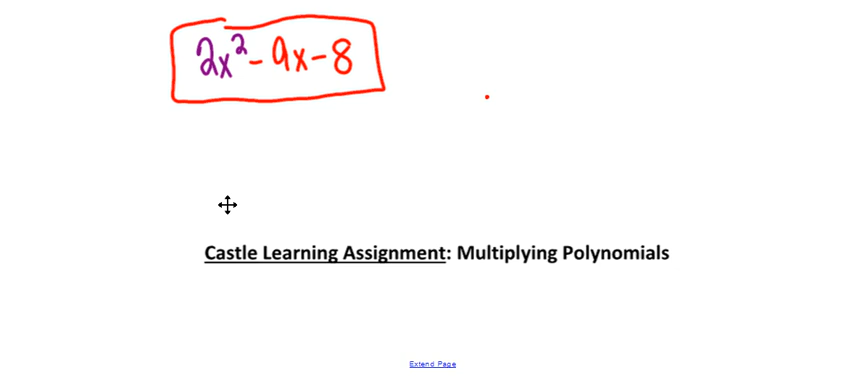 2x² - 9x - 8
Castle Learning Assignment: Multiplying Polynomials
Extend Page